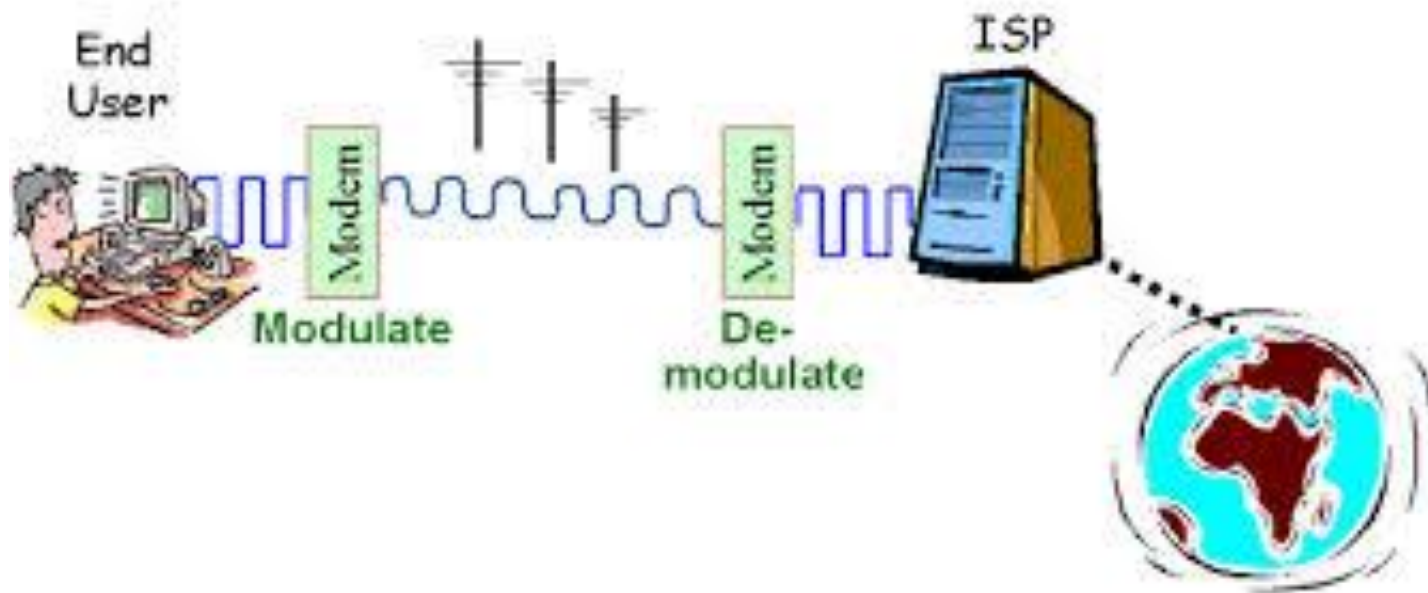 End
User
ISP
Modem
Modem
Modulate
De-
modulate